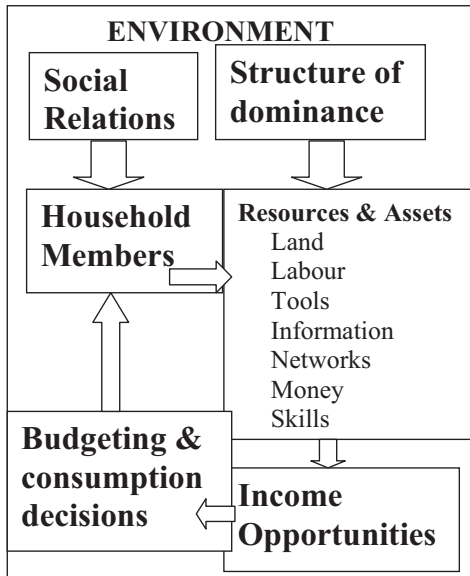 ENVIRONMENT
Social
Relations
Structure of
dominance
Household
Members
Resources & Assets
Land
Labour
Tools
Information
Networks
Money
Skills
Budgeting &
consumption
decisions
Income
Opportunities